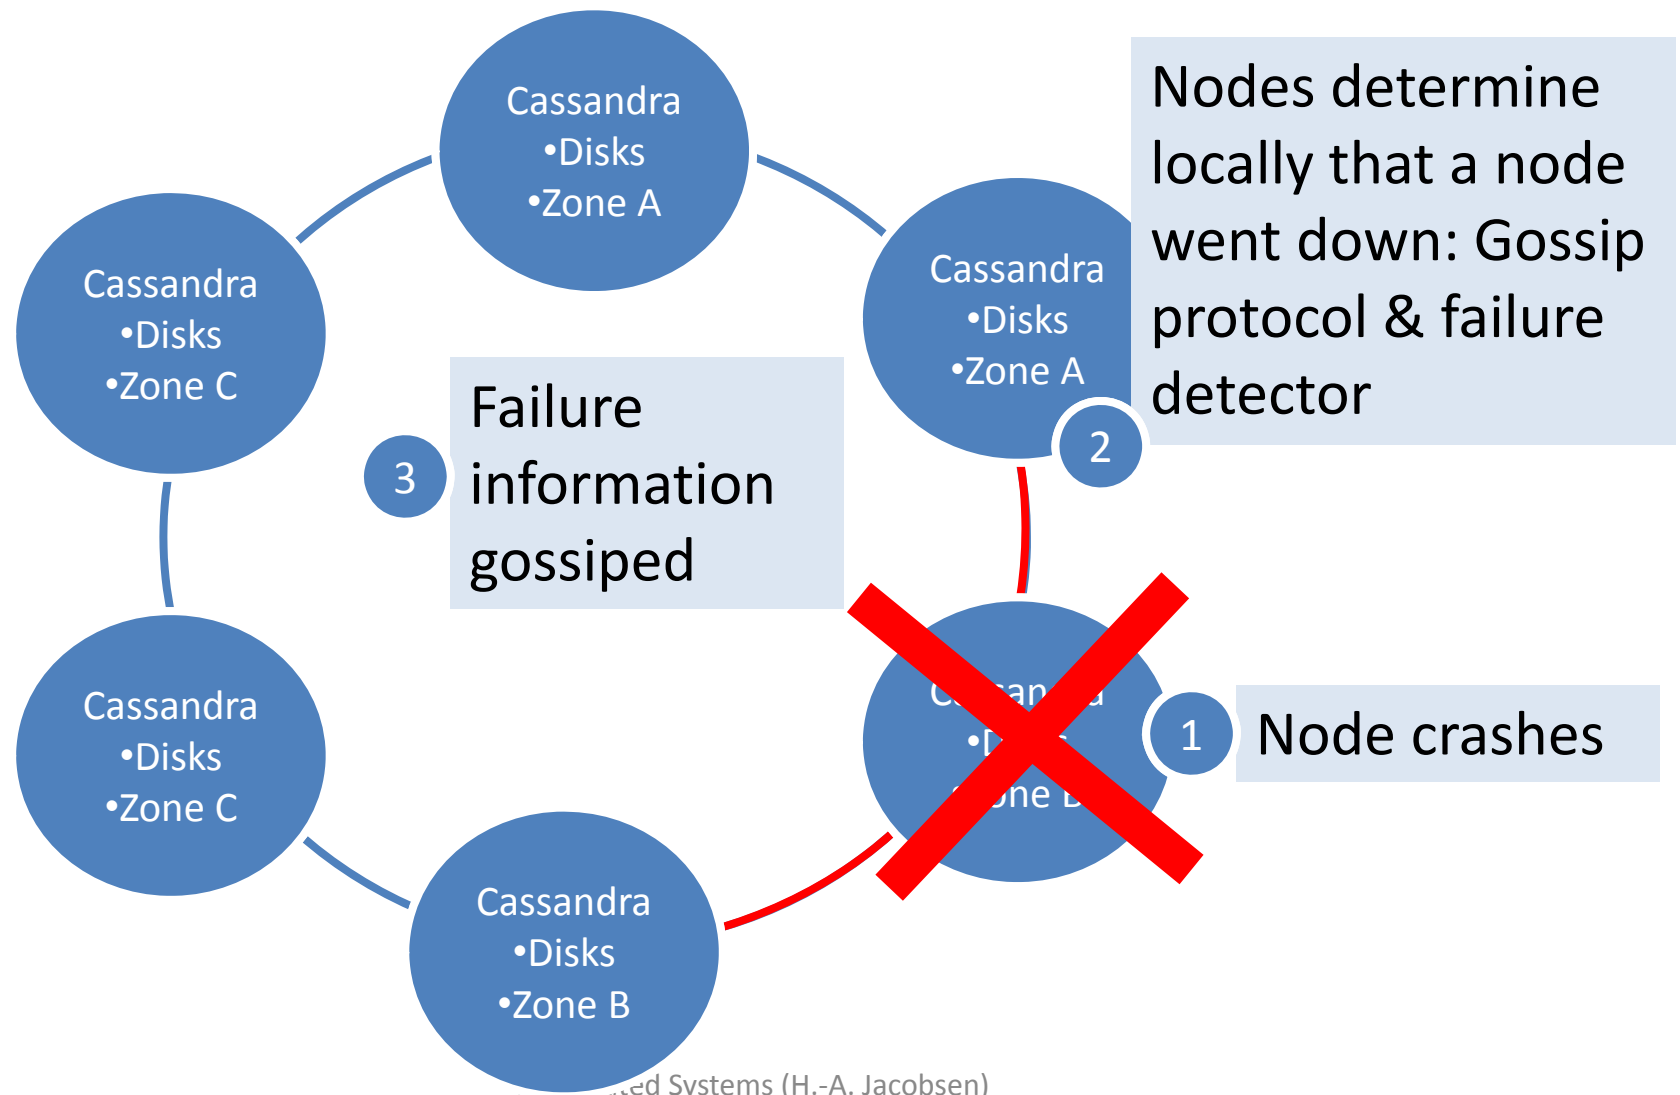 Cassandra
•Disks
•Zone A
Nodes determine
locally that a node
went down: Gossip
protocol & failure
detector
Cassandra
•Disks
•Zone A
2
Cassandra
•Disks
•Zone C
3
Failure
information
gossiped
1
Node crashes
Cassandra
•Disks
•Zone C
Cassandra
•Disks
•Zone B
Systems (H.-A. Jacobsen)